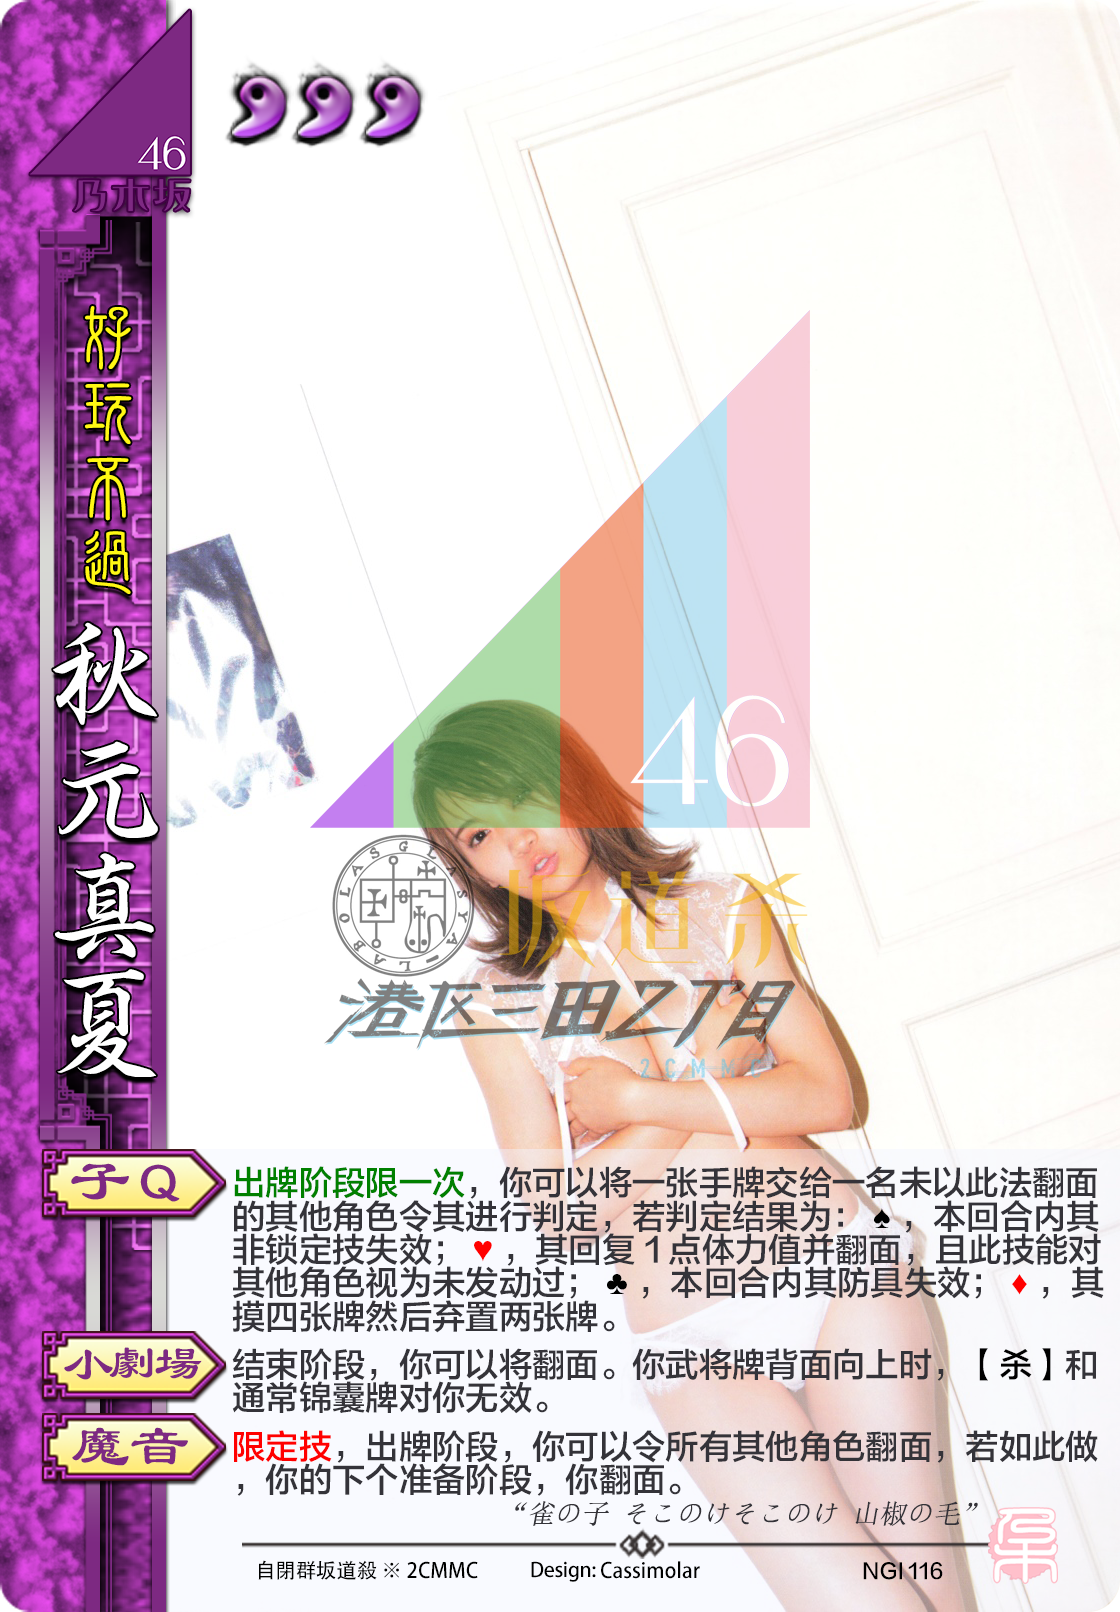 46
乃木坂
好玩不過
秋元真夏
46
GLASYA-LABOLAS
坂道杀
港区三田2丁目
2CMMC
子Q
出牌阶段限一次，你可以将一张手牌交给一名未以此法翻面
的其他角色令其进行判定，若判定结果为：♠，本回合内其
非锁定技失效；♥，其回复1点体力值并翻面，且此技能对
其他角色视为未发动过；♣，本回合内其防具失效；♦，其
摸四张牌然后弃置两张牌。
小劇場
结束阶段，你可以将翻面。你武将牌背面向上时，【杀】和
通常锦囊牌对你无效。
魔音
限定技，出牌阶段，你可以令所有其他角色翻面，若如此做
，你的下个准备阶段，你翻面。
“雀の子 そこのけそこのけ 山椒の毛”
自閉群坂道殺 ※ 2CMMC Design: Cassimolar NGI 116